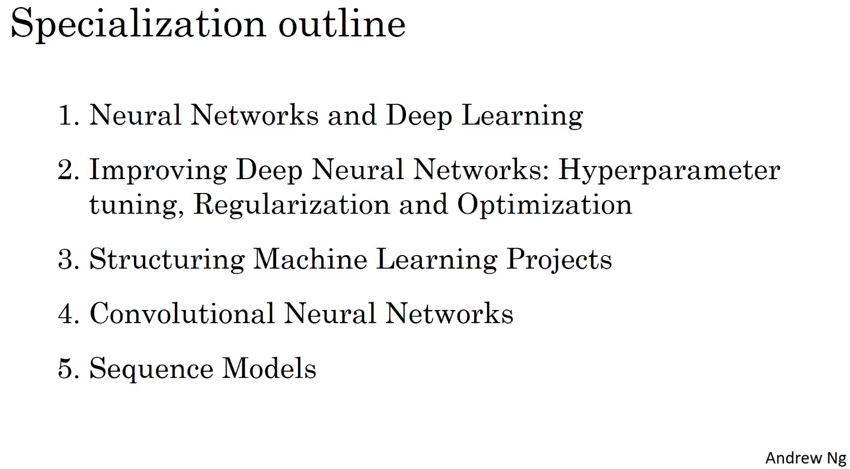 Specialization outline
1. Neural Networks and Deep Learning
2. Improving Deep Neural Networks: Hyperparameter
tuning, Regularization and Optimization
3. Structuring Machine Learning Projects
4. Convolutional Neural Networks
5. Sequence Models
Andrew Ng